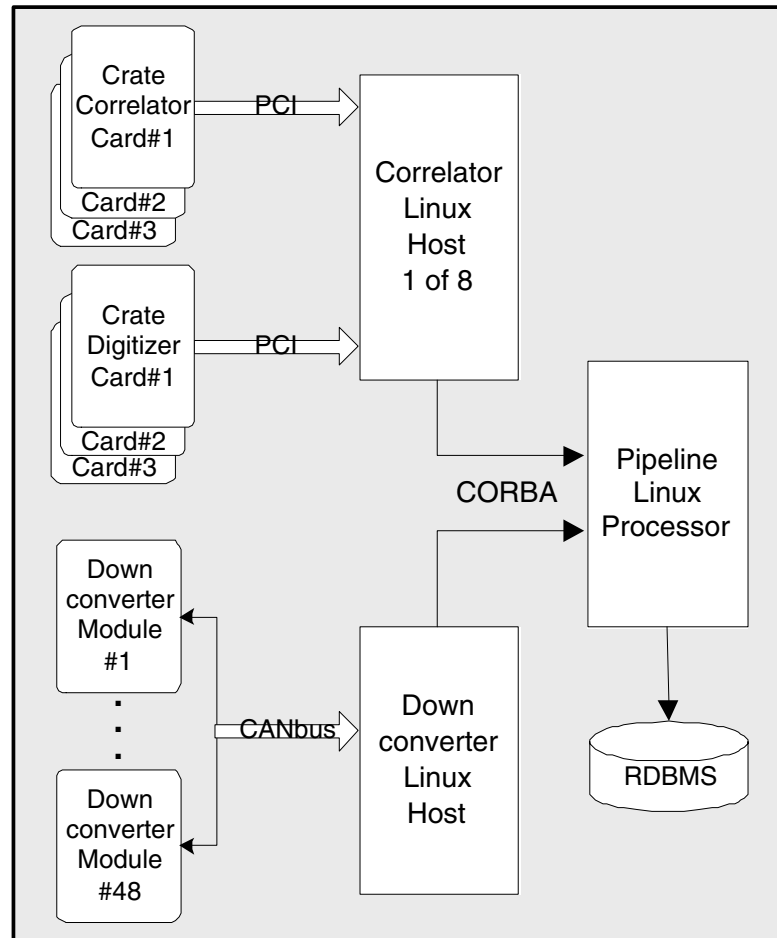 Crate
Correlator
Card#1
Card#2
Card#3
PCI
Correlator
Linux
Host
1 of 8
Crate
Digitizer
Card#1
Card#2
Card#3
PCI
Pipeline
Linux
Processor
CORBA
Down
converter
Module
#1
CANbus
Down
converter
Linux
Host
RDBMS
Down
converter
Module
#48